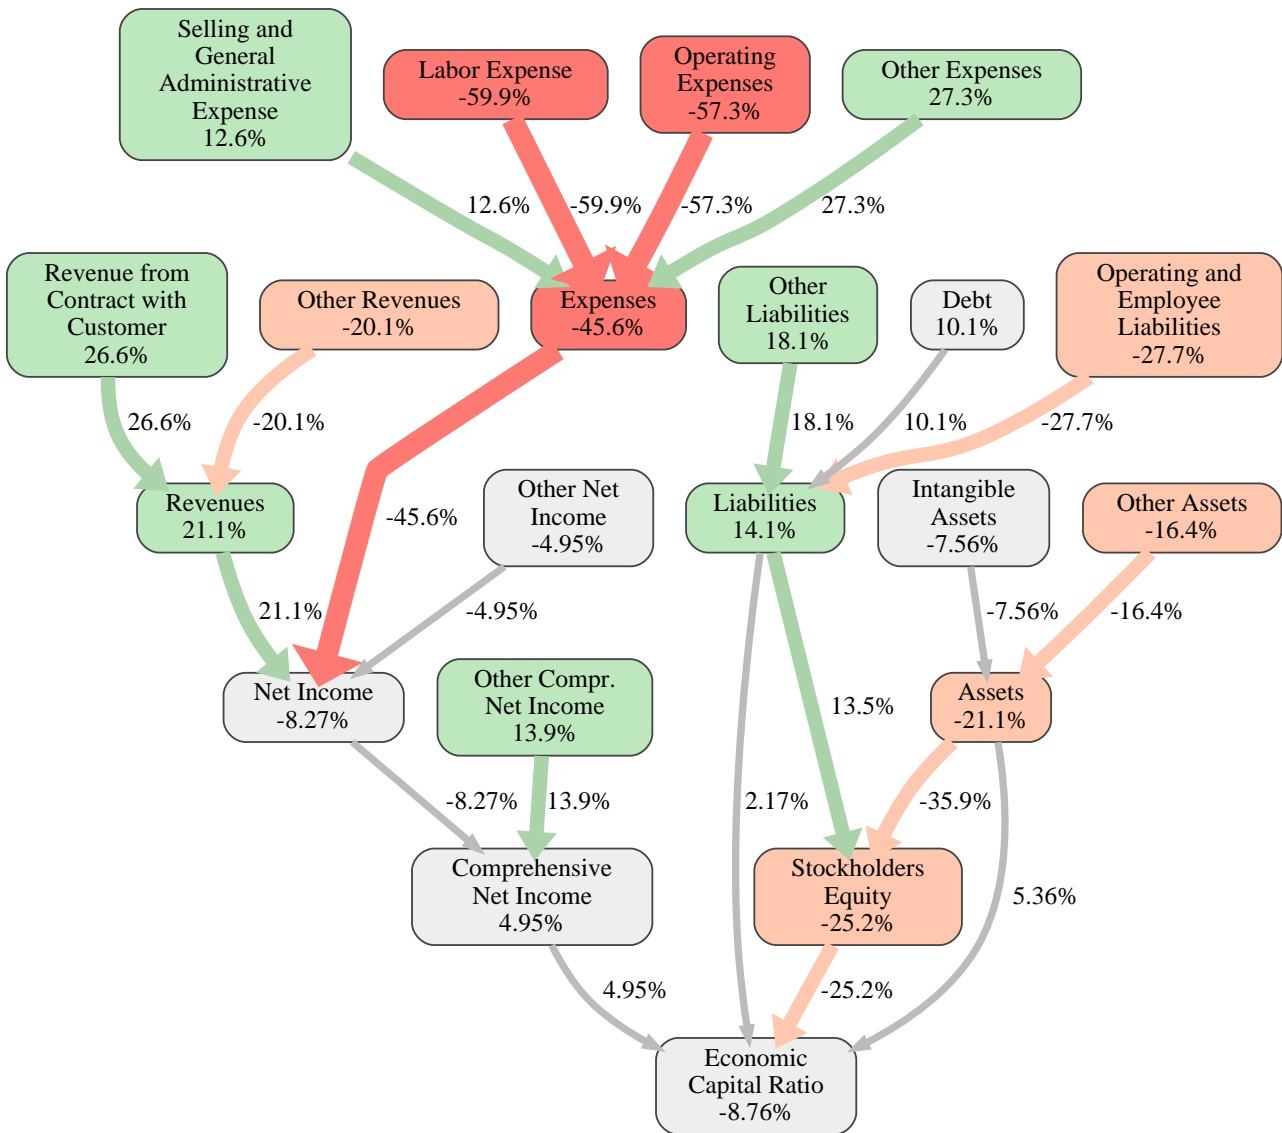 Selling and
General
Administrative
Expense
12.6%
Labor Expense
-59.9%
Operating
Expenses
-57.3%
Other Expenses
27.3%
12.6%
-59.9%
-57.3%
27.3%
Revenue from
Contract with
Customer
26.6%
Other Revenues
-20.1%
Expenses
-45.6%
Other
Liabilities
18.1%
Debt
10.1%
Operating and
Employee
Liabilities
-27.7%
26.6%
-20.1%
18.1%
10.1%
-27.7%
Revenues
21.1%
-45.6%
Other Net
Income
-4.95%
Liabilities
14.1%
Intangible
Assets
-7.56%
Other Assets
-16.4%
21.1%
-4.95%
-7.56%
-16.4%
Net Income
-8.27%
Other Compr.
Net Income
13.9%
13.5%
Assets
-21.1%
-8.27%
13.9%
2.17%
-35.9%
Comprehensive
Net Income
4.95%
Stockholders
Equity
-25.2%
5.36%
4.95%
-25.2%
Economic
Capital Ratio
-8.76%